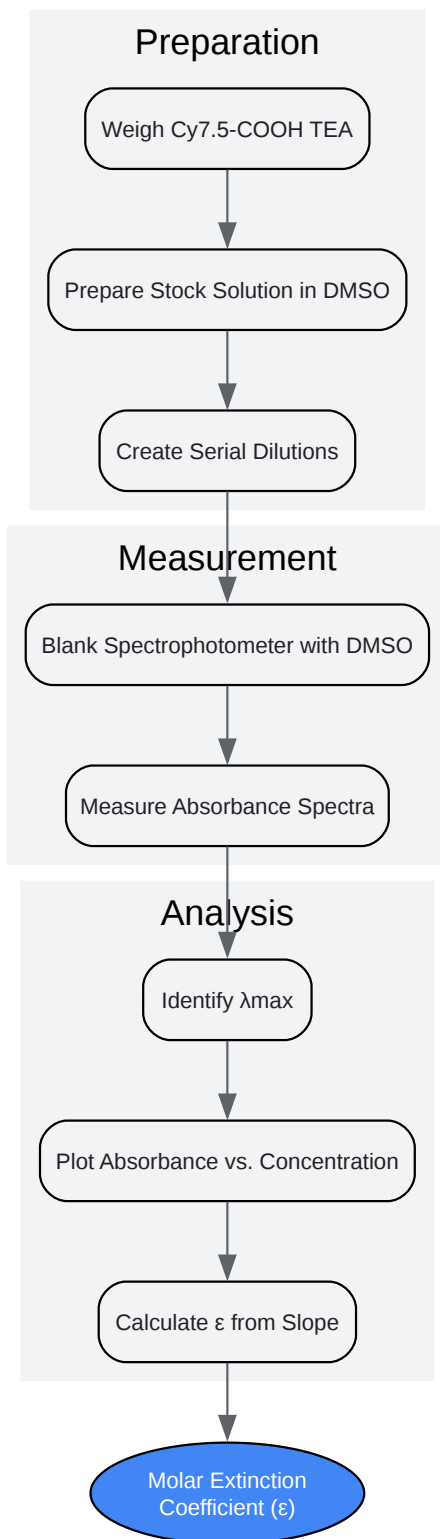 Preparation
Weigh Cy7.5-COOH TEA
Prepare Stock Solution in DMSO
Create Serial Dilutions
Measurement
Blank Spectrophotometer with DMSO
Measure Absorbance Spectra
Analysis
Identify λmax
Plot Absorbance vs. Concentration
Calculate ε from Slope
Molar Extinction
Coefficient (ε)